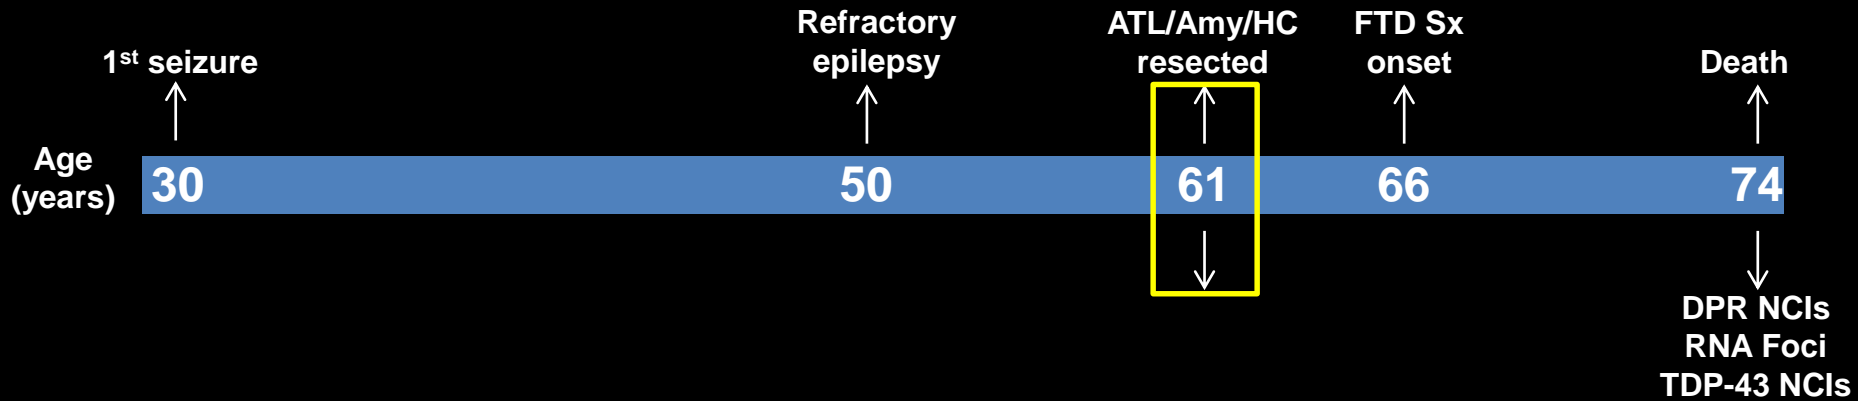 1st seizure
Refractory
epilepsy
ATL/Amy/HC
resected
FTD Sx
onset
Death
Age
(years)
30
50
61
66
74
DPR NCIs
RNA Foci
TDP-43 NCIs